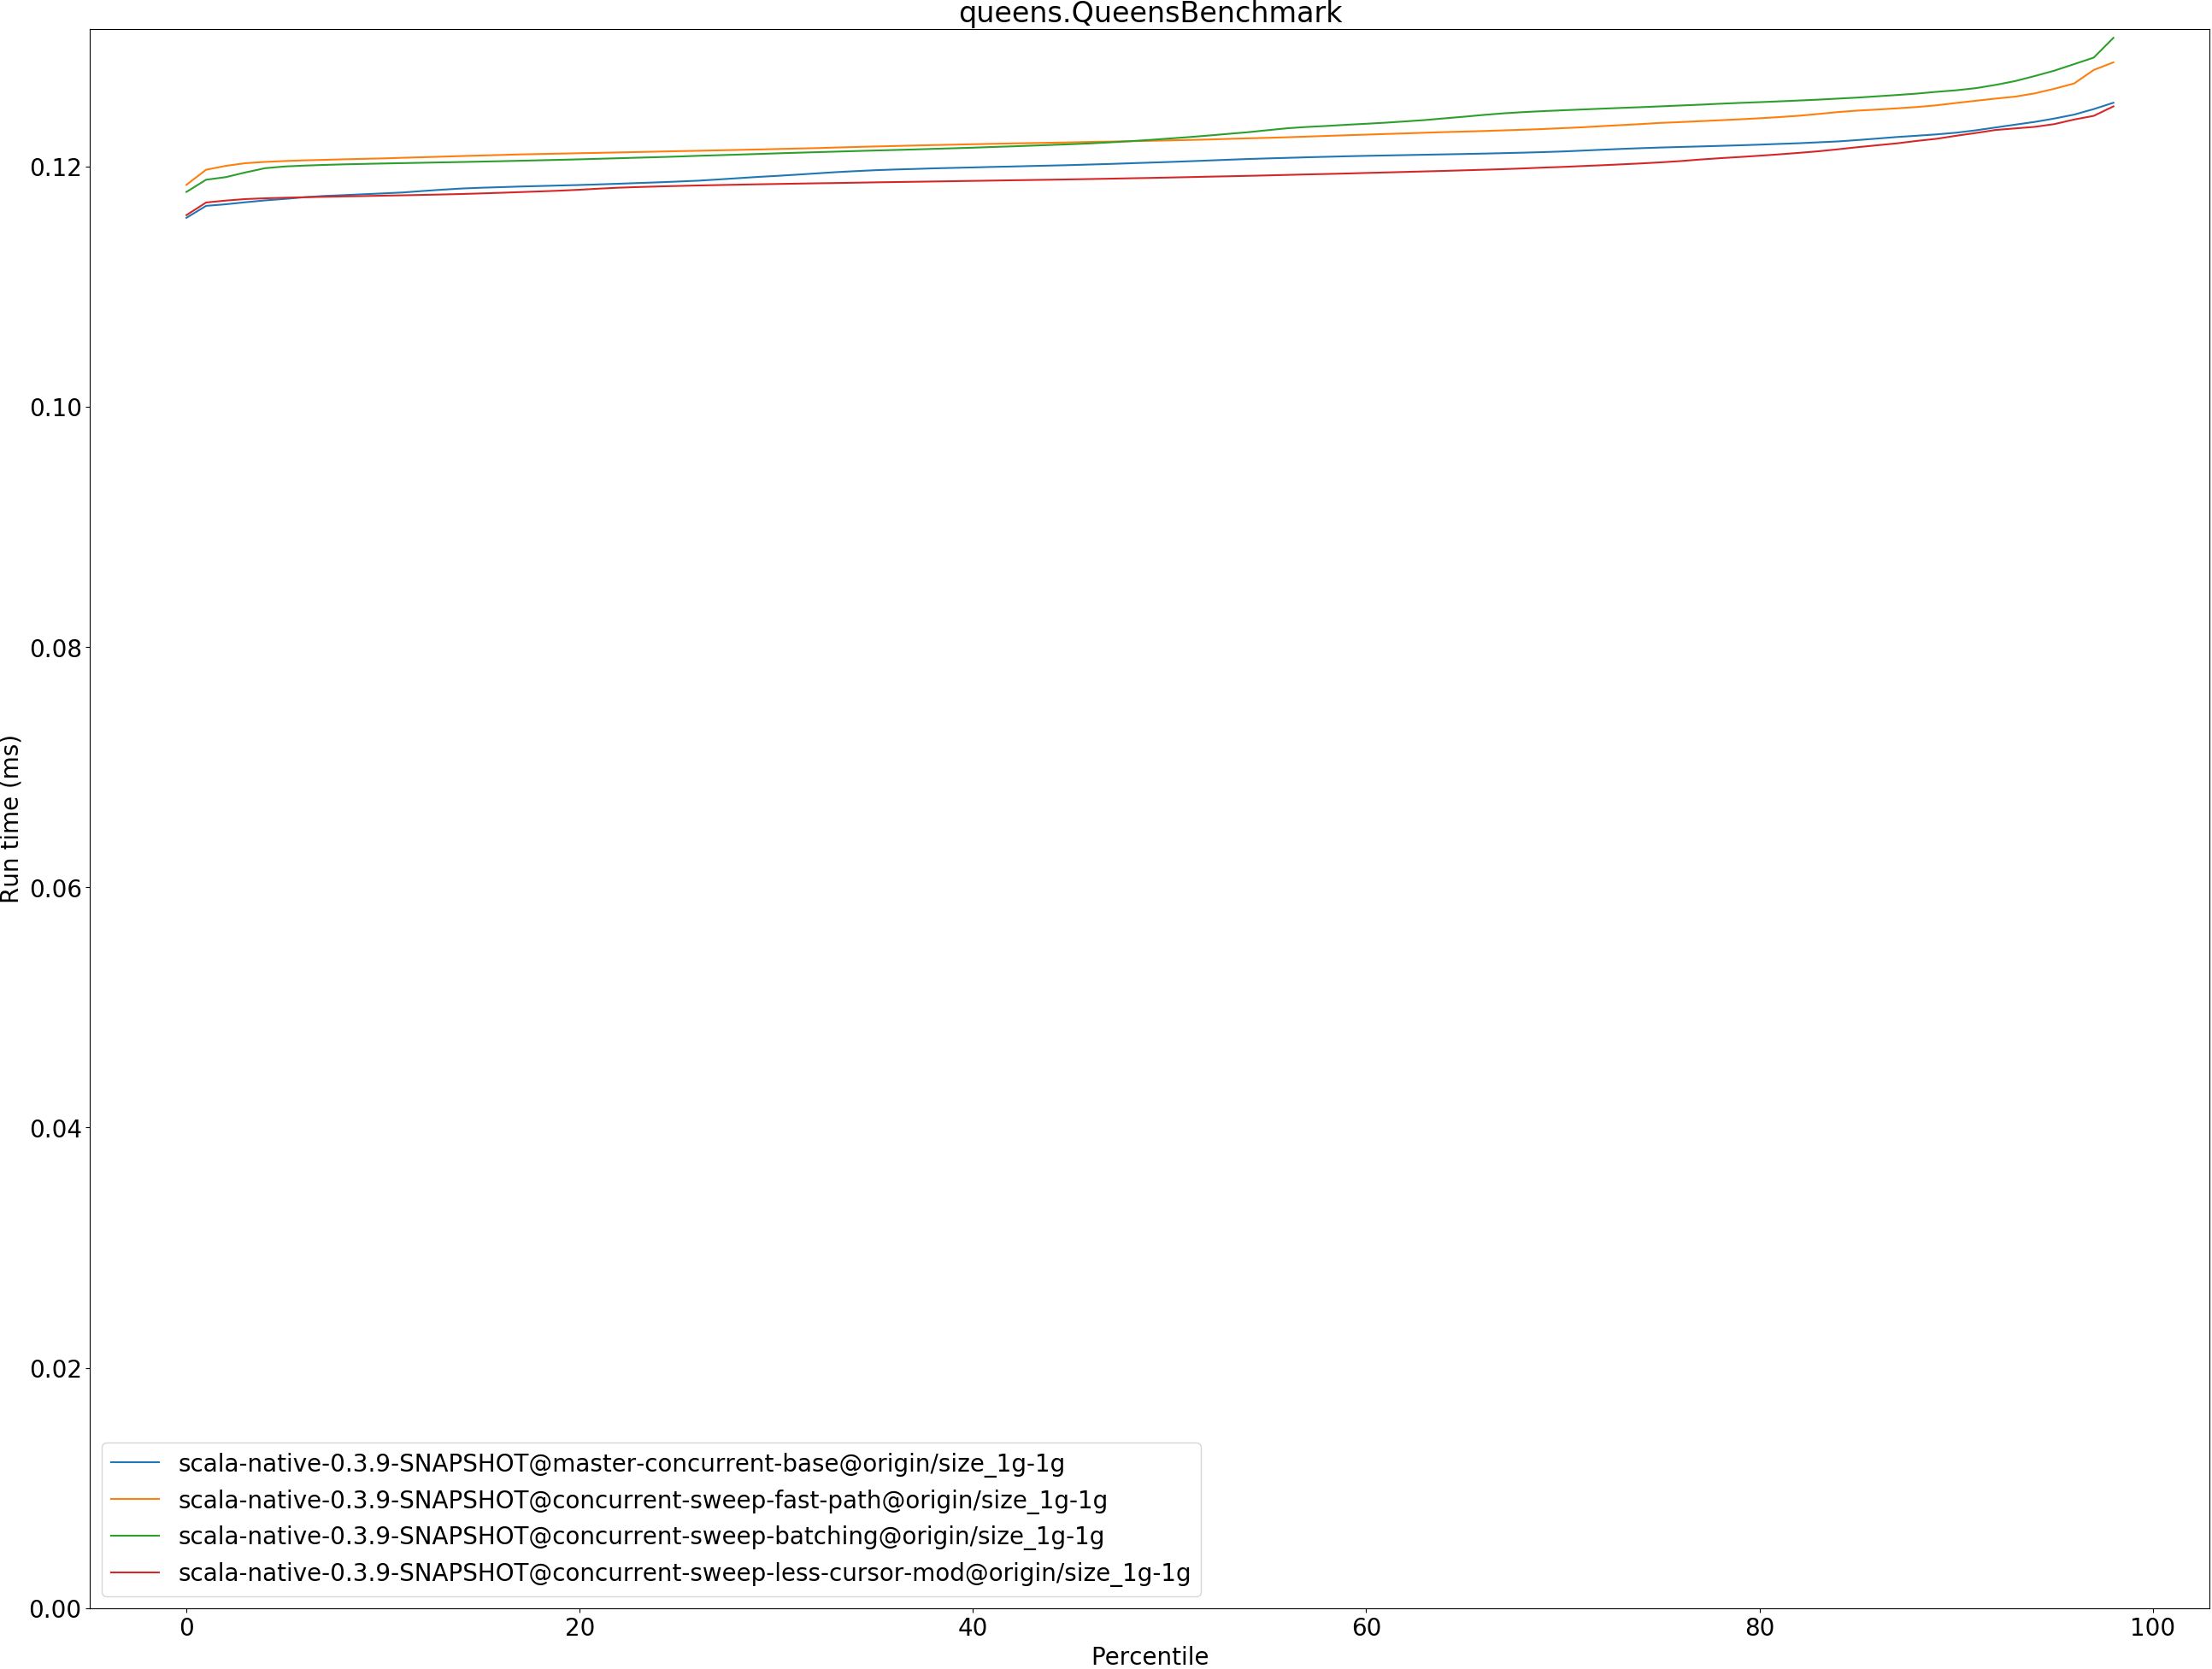 queens.QueensBenchmark
0.12
0.10
0.08
0.06
0.04
0.02
0.00
Run time (ms)
scala-native-0.3.9-SNAPSHOT@master-concurrent-base@origin/size_1g-1g
scala-native-0.3.9-SNAPSHOT@concurrent-sweep-fast-path@origin/size_1g-1g
scala-native-0.3.9-SNAPSHOT@concurrent-sweep-batching@origin/size_1g-1g
scala-native-0.3.9-SNAPSHOT@concurrent-sweep-less-cursor-mod@origin/size_1g-1g
0 20 40 60 80 100
Percentile